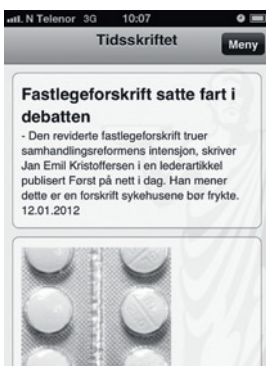 N Telenor 3G 10:07
Tidsskriftet
Meny
Fastlegeforskrift satte fart i
debatten
- Den reviderte fastlegeforskrift truer
samhandlingsreformens intensjon, skriver
Jan Emil Kristoffersen i en lederartikkel
publisert Først på nett i dag. Han mener
dette er en forskrift sykehusene bør frykte.
12.01.2012